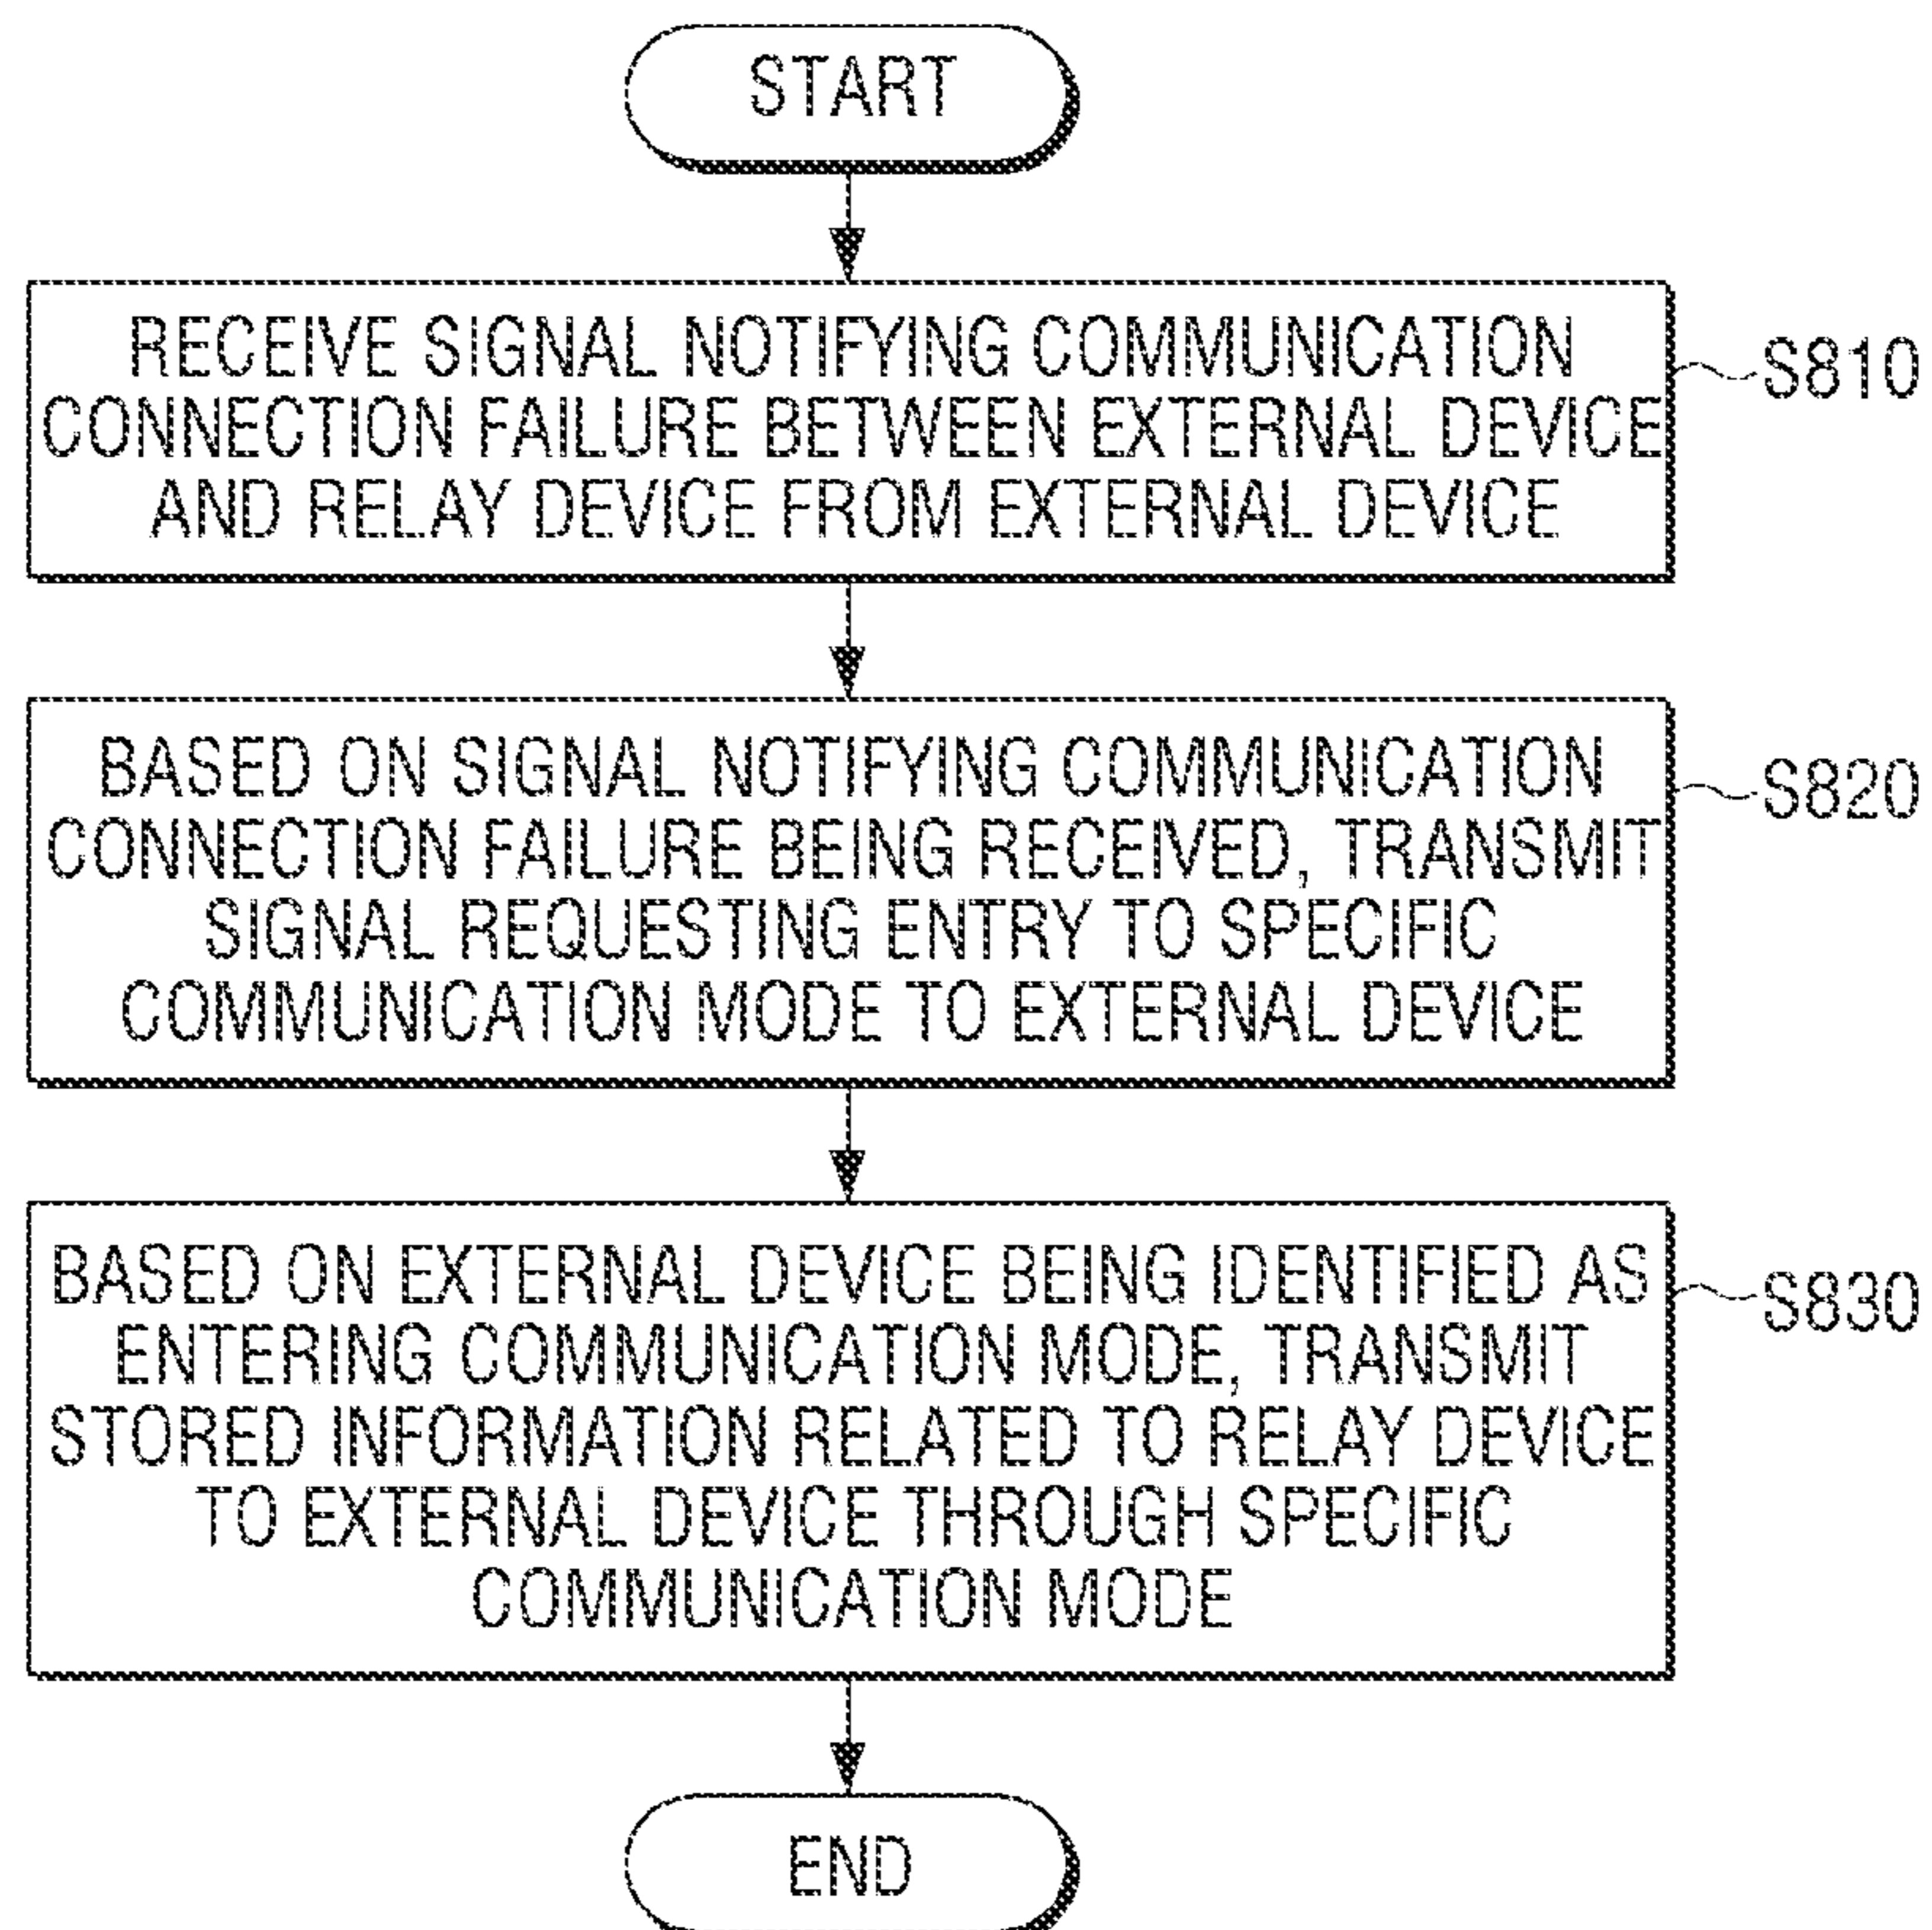 START
RECEIVE SIGNAL NOTIFYING COMMUNICATION
CONNECTION FAILURE BETWEEN EXTERNAL DEVICE
AND RELAY DEVICE FROM EXTERNAL DEVICE
S810
BASED ON SIGNAL NOTIFYING COMMUNICATION
CONNECTION FAILURE BEING RECEIVED, TRANSMIT
SIGNAL REQUESTING ENTRY TO SPECIFIC
COMMUNICATION MODE TO EXTERNAL DEVICE
S820
BASED ON EXTERNAL DEVICE BEING IDENTIFIED AS
ENTERING COMMUNICATION MODE, TRANSMIT
STORED INFORMATION RELATED TO RELAY DEVICE
TO EXTERNAL DEVICE THROUGH SPECIFIC
COMMUNICATION MODE
S830
END